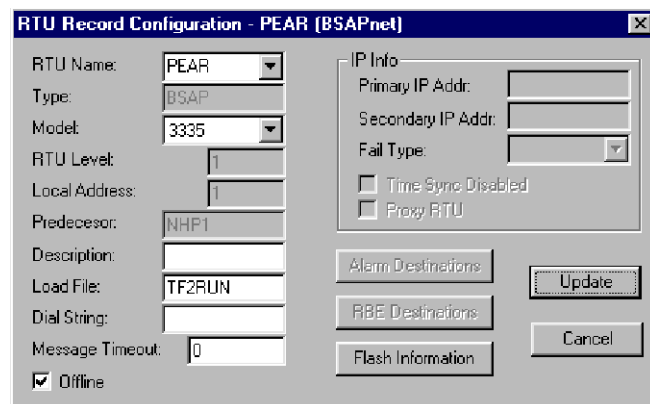 RTU Record Configuration - PEAR (BSAPnet)
RTU Name: PEAR
Type: BSAP
Model: 3335
RTU Level: 1
Local Address: 1
Predecesor: NHP1
Description:
Load File: TF2RUN
Dial String:
Message Timeout: 0
Offline
IP Info
Primary IP Addr:
Secondary IP Addr:
Fail Type:
Time Sync Disabled
Proxy RTU
Alarm Destinations
RBE Destinations
Flash Information
Update
Cancel